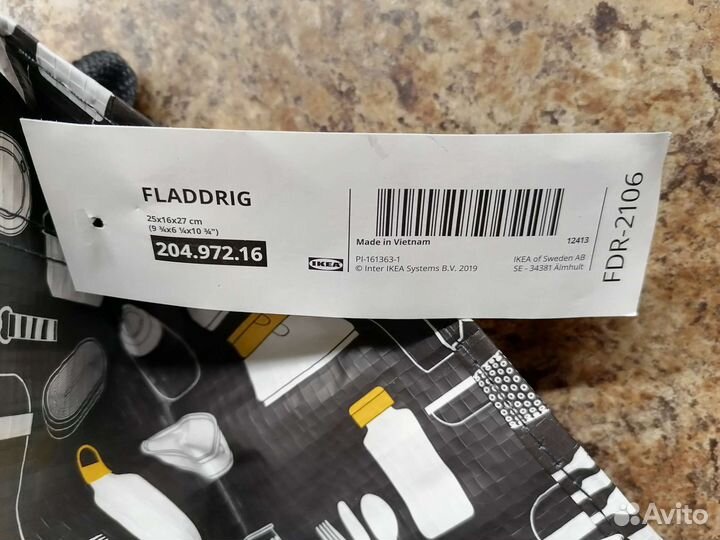 FLADDRIG
25x16x27 cm
(9 ¾x6 ¼x10 ¾")
204.972.16
IKEA
Made in Vietnam
12413
PI-161363-1
© Inter IKEA Systems B.V. 2019
IKEA of Sweden AB
SE - 34381 Älmhult
FDR-2106
Avito